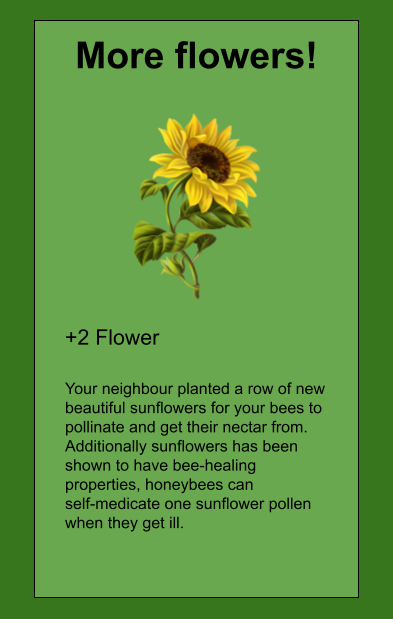 More flowers!
+2 Flower
Your neighbour planted a row of new
beautiful sunflowers for your bees to
pollinate and get their nectar from.
Additionally sunflowers has been
shown to have bee-healing
properties, honeybees can
self-medicate one sunflower pollen
when they get ill.